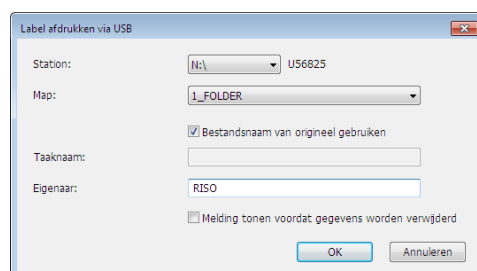 Label afdrukken via USB
Station: N:\ U56825
Map: 1_FOLDER
Bestandsnaam van origineel gebruiken
Taaknaam:
Eigenaar: RISO
Melding tonen voordat gegevens worden verwijderd
OK Annuleren